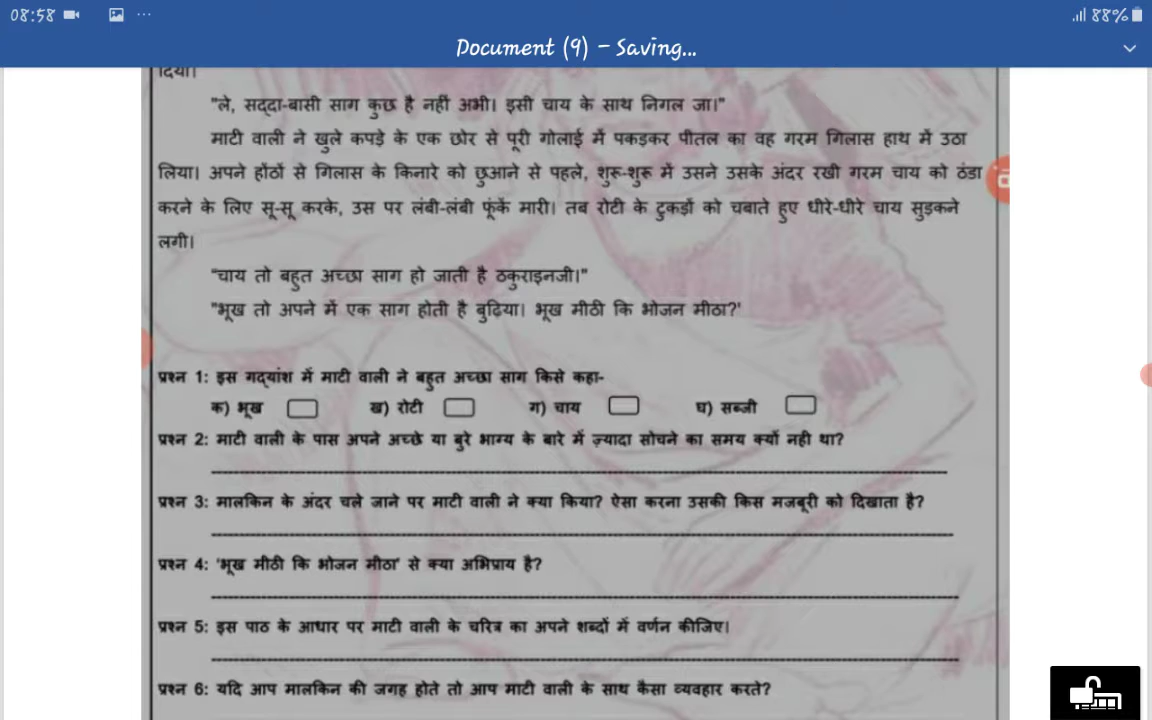 08:58 ... 88%
Document (9) – Saving...
दिया।
"ले, सद्दा-बासी साग कुछ है नहीं अभी। इसी चाय के साथ निगल जा।"
माटी वाली ने खुले कपड़े के एक छोर से पूरी गोलाई में पकड़कर पीतल का वह गरम गिलास हाथ में उठा
लिया। अपने होंठों से गिलास के किनारे को छुआने से पहले, शुरू-शुरू में उसने उसके अंदर रखी गरम चाय को ठंडा
करने के लिए सू-सू करके, उस पर लंबी-लंबी फूंकें मारी। तब रोटी के टुकड़ों को चबाते हुए धीरे-धीरे चाय सुड़कने
लगी।
"चाय तो बहुत अच्छा साग हो जाती है ठकुराइनजी।"
"भूख तो अपने में एक साग होती है बुढ़िया। भूख मीठी कि भोजन मीठा?'
प्रश्न 1: इस गद्यांश में माटी वाली ने बहुत अच्छा साग किसे कहा-
क) भूख ख) रोटी ग) चाय घ) सब्जी
प्रश्न 2: माटी वाली के पास अपने अच्छे या बुरे भाग्य के बारे में ज़्यादा सोचने का समय क्यों नही था?
प्रश्न 3: मालकिन के अंदर चले जाने पर माटी वाली ने क्या किया? ऐसा करना उसकी किस मजबूरी को दिखाता है?
प्रश्न 4: 'भूख मीठी कि भोजन मीठा' से क्या अभिप्राय है?
प्रश्न 5: इस पाठ के आधार पर माटी वाली के चरित्र का अपने शब्दों में वर्णन कीजिए।
प्रश्न 6: यदि आप मालकिन की जगह होते तो आप माटी वाली के साथ कैसा व्यवहार करते?